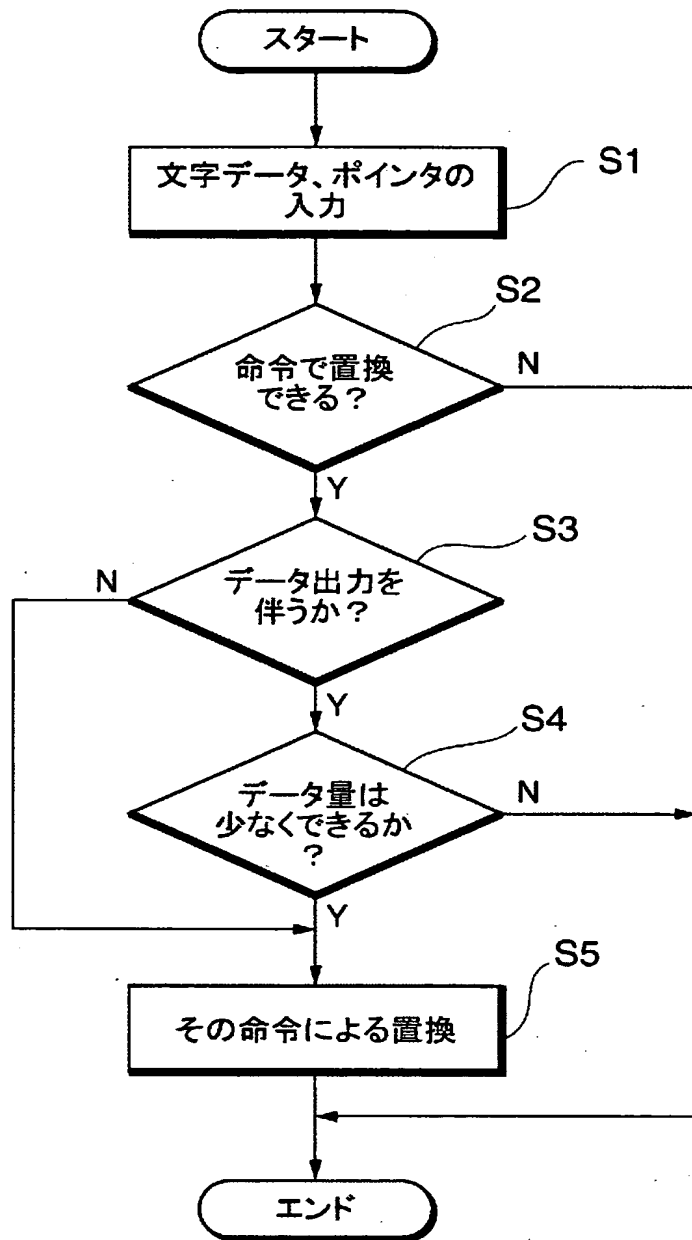 スタート
文字データ、ポインタの
入力
S1
S2
命令で置換
できる?
N
Y
S3
データ出力を
伴うか?
N
Y
S4
データ量は
少なくできるか
?
N
Y
S5
その命令による置換
エンド